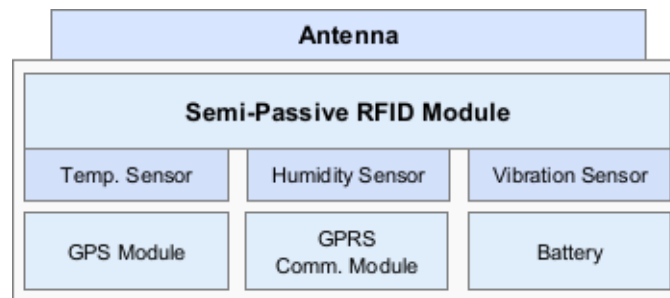 Antenna
Semi-Passive RFID Module
Temp. Sensor
Humidity Sensor
Vibration Sensor
GPS Module
GPRS
Comm. Module
Battery